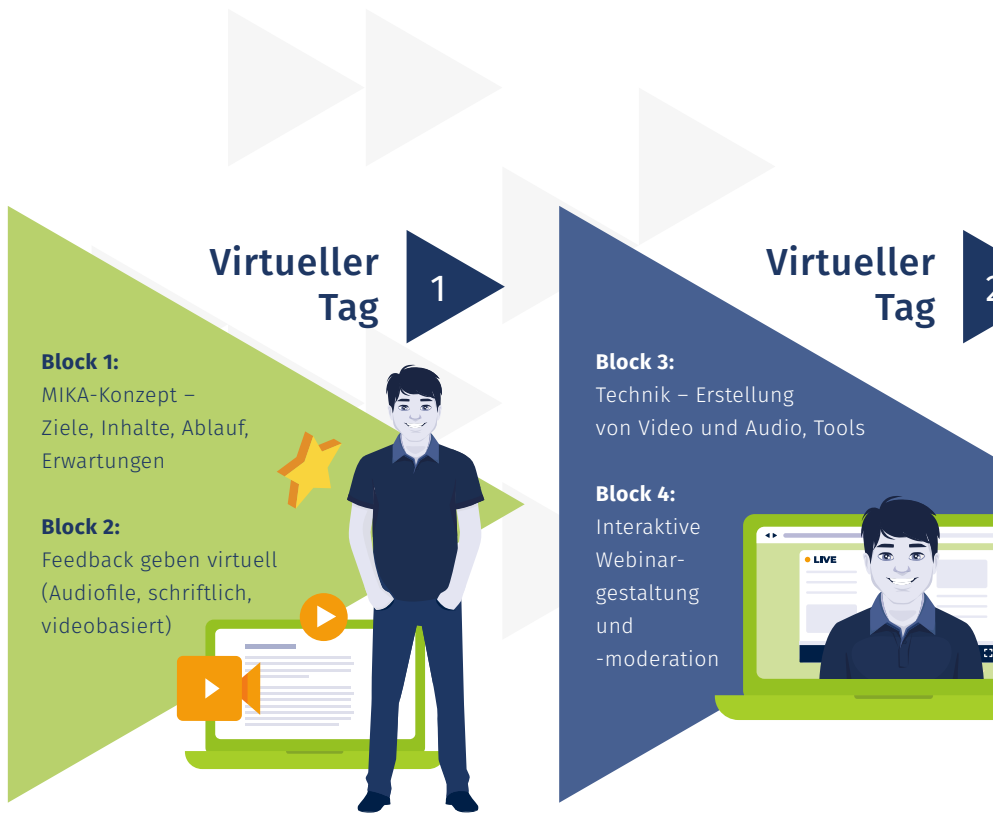 Virtueller
Tag
1
Block 1:
MIKA-Konzept –
Ziele, Inhalte, Ablauf,
Erwartungen
Block 2:
Feedback geben virtuell
(Audiofile, schriftlich,
videobasiert)
Virtueller
Tag
2
Block 3:
Technik – Erstellung
von Video und Audio, Tools
Block 4:
Interaktive
Webinar-
gestaltung
und
-moderation
LIVE